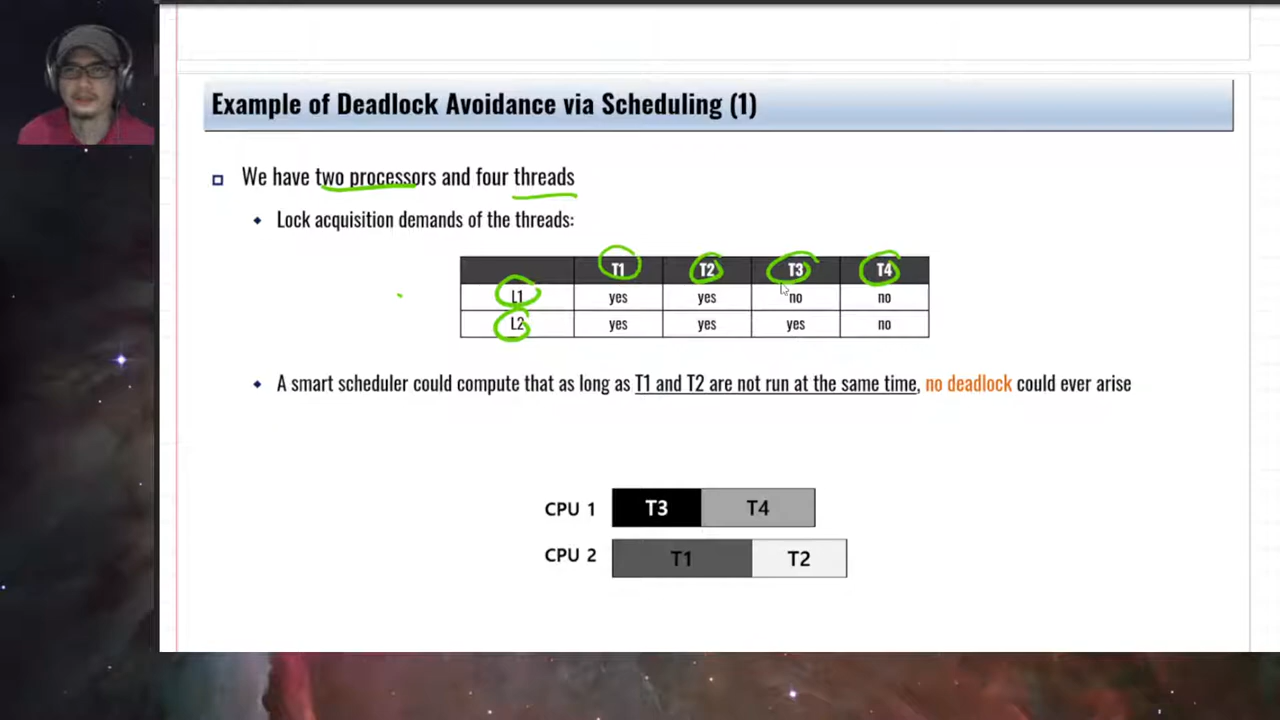 Example of Deadlock Avoidance via Scheduling (1)
We have two processors and four threads
Lock acquisition demands of the threads:
T1 T2 T3 T4
L1 yes yes no no
L2 yes yes yes no
A smart scheduler could compute that as long as T1 and T2 are not run at the same time, no deadlock could ever arise
CPU 1 T3 T4
CPU 2 T1 T2